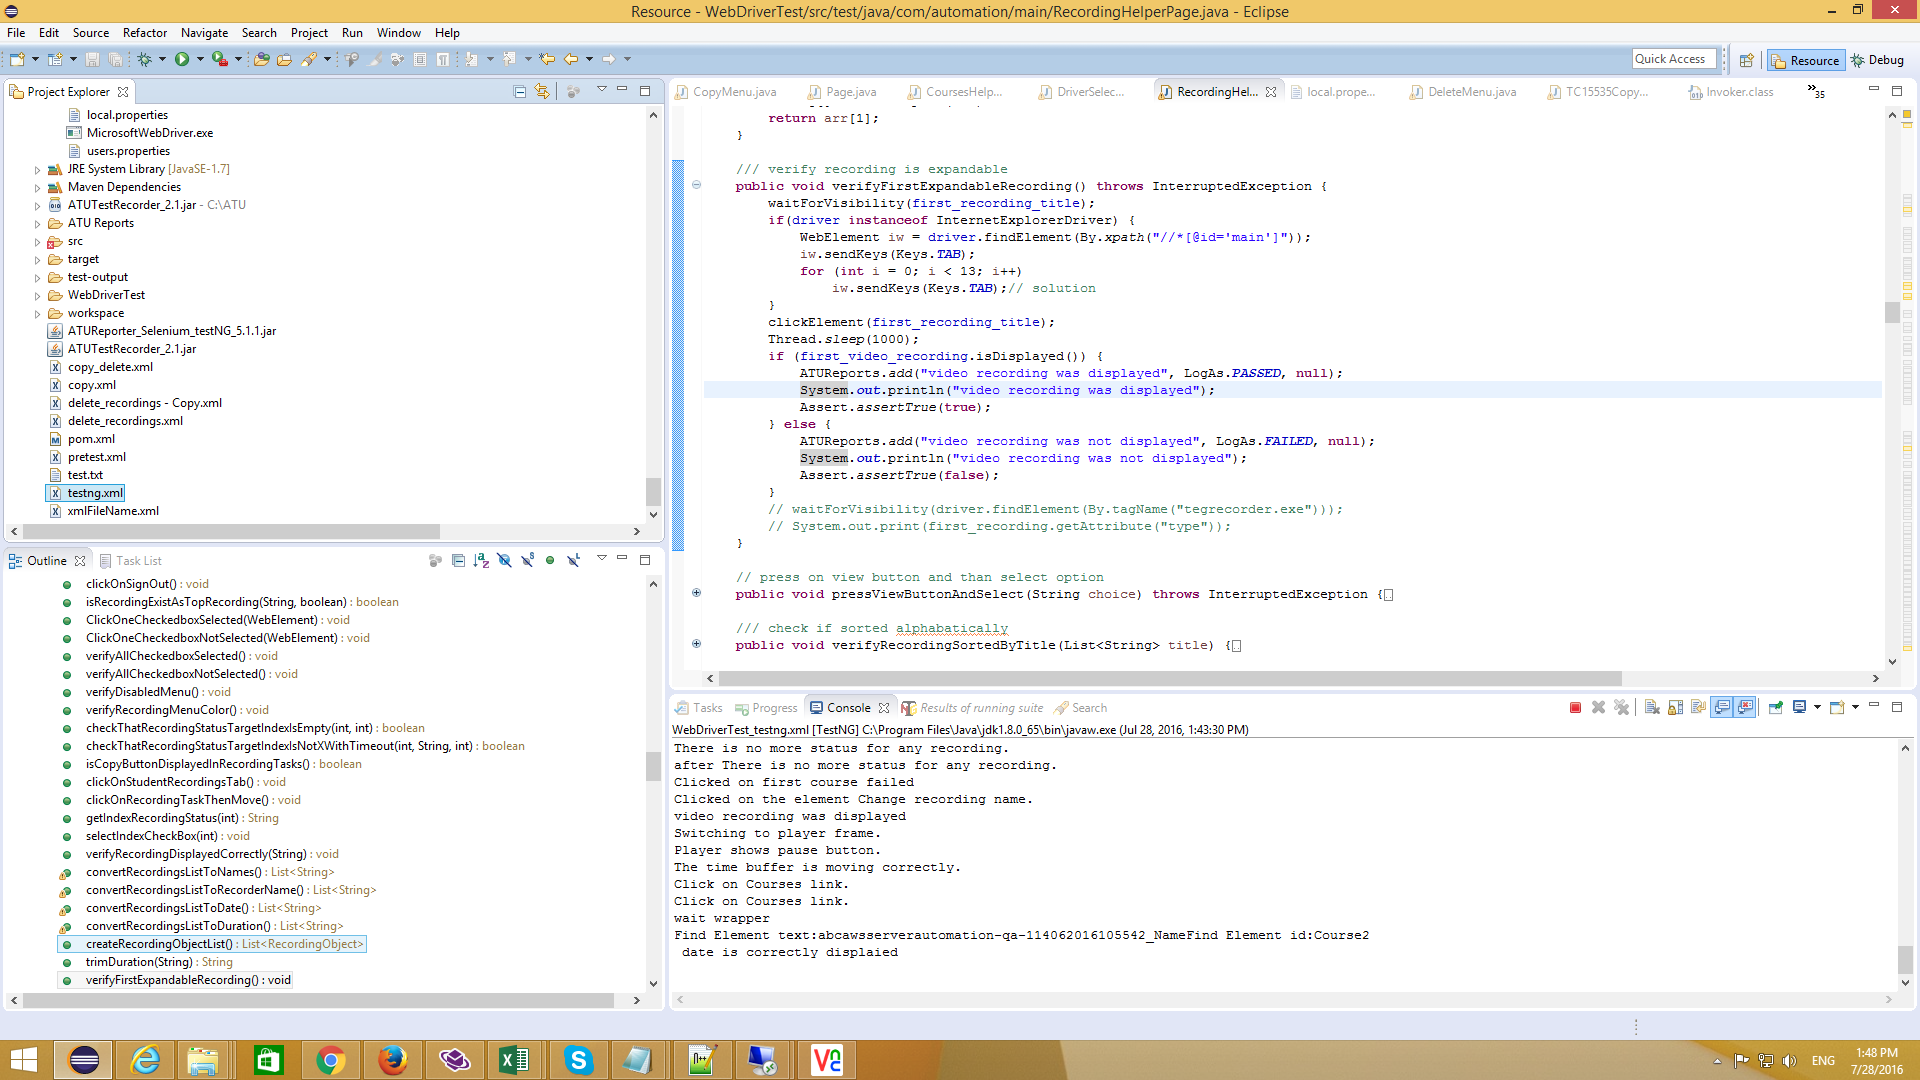 Resource - WebDriverTest/src/test/java/com/automation/main/RecordingHelperPage.java - Eclipse
File Edit Source Refactor Navigate Search Project Run Window Help
Quick Access
Resource
Debug
Project Explorer
local.properties
MicrosoftWebDriver.exe
users.properties
JRE System Library [JavaSE-1.7]
Maven Dependencies
ATUTestRecorder_2.1.jar - C:\ATU
ATU Reports
src
target
test-output
WebDriverTest
workspace
ATUReporter_Selenium_testNG_5.1.1.jar
ATUTestRecorder_2.1.jar
copy_delete.xml
copy.xml
delete_recordings - Copy.xml
delete_recordings.xml
pom.xml
pretest.xml
test.txt
testng.xml
xmlFileName.xml
Outline Task List
clickOnSignOut() : void
isRecordingExistAsTopRecording(String, boolean) : boolean
ClickOneCheckedboxSelected(WebElement) : void
ClickOneCheckedboxNotSelected(WebElement) : void
verifyAllCheckedboxSelected() : void
verifyAllCheckedboxNotSelected() : void
verifyDisabledMenu() : void
verifyRecordingMenuColor() : void
checkThatRecordingStatusTargetIndexIsEmpty(int, int) : boolean
checkThatRecordingStatusTargetIndexIsNotXWithTimeout(int, String, int) : boolean
isCopyButtonDisplayedInRecordingTasks() : boolean
clickOnStudentRecordingsTab() : void
clickOnRecordingTaskThenMove() : void
getIndexRecordingStatus(int) : String
selectIndexCheckBox(int) : void
verifyRecordingDisplayedCorrectly(String) : void
convertRecordingsListToNames() : List<String>
convertRecordingsListToRecorderName() : List<String>
convertRecordingsListToDate() : List<String>
convertRecordingsListToDuration() : List<String>
createRecordingObjectList() : List<RecordingObject>
trimDuration(String) : String
verifyFirstExpandableRecording() : void
CopyMenu.java Page.java CoursesHelp... DriverSelec... RecordingHel... local.prope... DeleteMenu.java TC15535Copy... Invoker.class »35
return arr[1];
}
/// verify recording is expandable
public void verifyFirstExpandableRecording() throws InterruptedException {
waitForVisibility(first_recording_title);
if(driver instanceof InternetExplorerDriver) {
WebElement iw = driver.findElement(By.xpath("//*[@id='main']"));
iw.sendKeys(Keys.TAB);
for (int i = 0; i < 13; i++)
iw.sendKeys(Keys.TAB);// solution
}
clickElement(first_recording_title);
Thread.sleep(1000);
if (first_video_recording.isDisplayed()) {
ATUReports.add("video recording was displayed", LogAs.PASSED, null);
System.out.println("video recording was displayed");
Assert.assertTrue(true);
} else {
ATUReports.add("video recording was not displayed", LogAs.FAILED, null);
System.out.println("video recording was not displayed");
Assert.assertTrue(false);
}
// waitForVisibility(driver.findElement(By.tagName("tegrecorder.exe")));
// System.out.print(first_recording.getAttribute("type"));
}
// press on view button and than select option
public void pressViewButtonAndSelect(String choice) throws InterruptedException {
/// check if sorted alphabatically
public void verifyRecordingSortedByTitle(List<String> title) {
Tasks Progress Console Results of running suite Search
WebDriverTest_testng.xml [TestNG] C:\Program Files\Java\jdk1.8.0_65\bin\javaw.exe (Jul 28, 2016, 1:43:30 PM)
There is no more status for any recording.
after There is no more status for any recording.
Clicked on first course failed
Clicked on the element Change recording name.
video recording was displayed
Switching to player frame.
Player shows pause button.
The time buffer is moving correctly.
Click on Courses link.
Click on Courses link.
wait wrapper
Find Element text:abcawsserverautomation-qa-114062016105542_NameFind Element id:Course2
date is correctly displaied
ENG
1:48 PM
7/28/2016